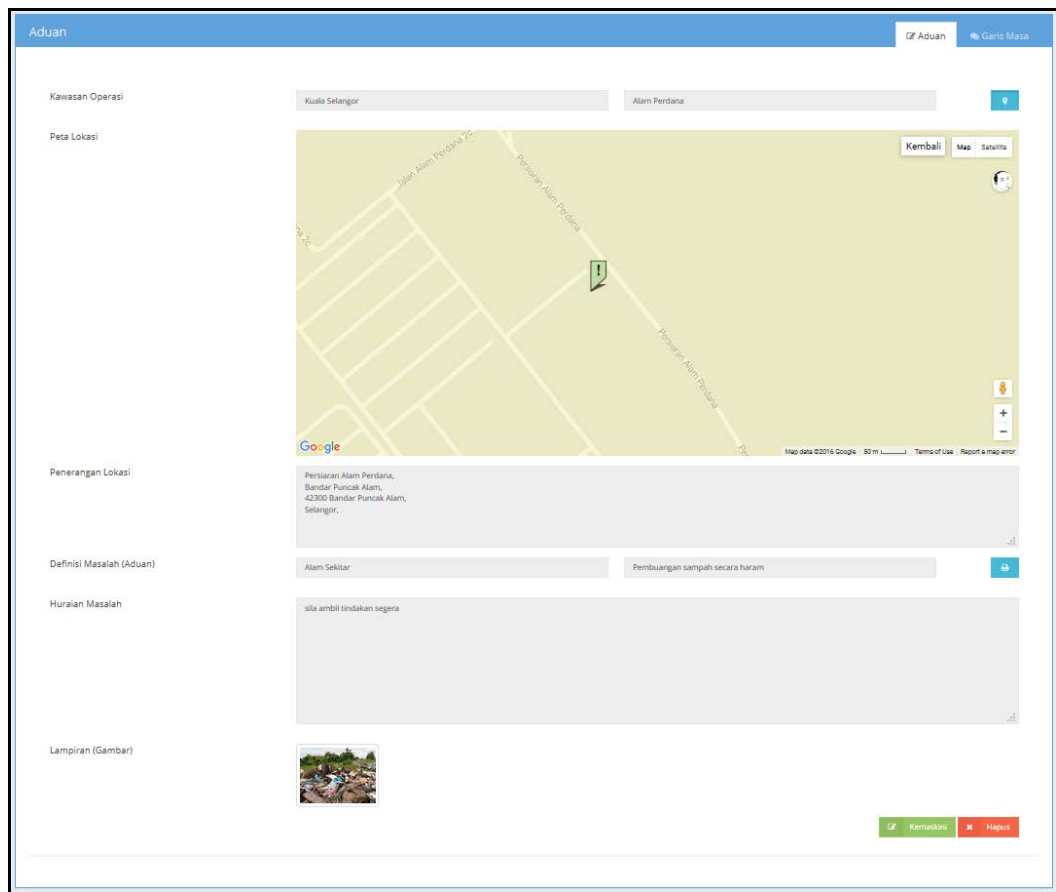 Aduan
Aduan
Garis Masa
Kawasan Operasi
Kuala Selangor
Alam Perdana
Peta Lokasi
Jalan Alam Perdana 2c
Persiaran Alam Perdana
Kembali
Map
Satellite
na 2c
Persiaran Alam Perdana
Google
Map data ©2016 Google
50 m
Terms of Use
Report a map error
Penerangan Lokasi
Persiaran Alam Perdana,
Bandar Puncak Alam,
42300 Bandar Puncak Alam,
Selangor,
Definisi Masalah (Aduan)
Alam Sekitar
Pembuangan sampah secara haram
Huraian Masalah
sila ambil tindakan segera
Lampiran (Gambar)
Kemaskini
Hapus